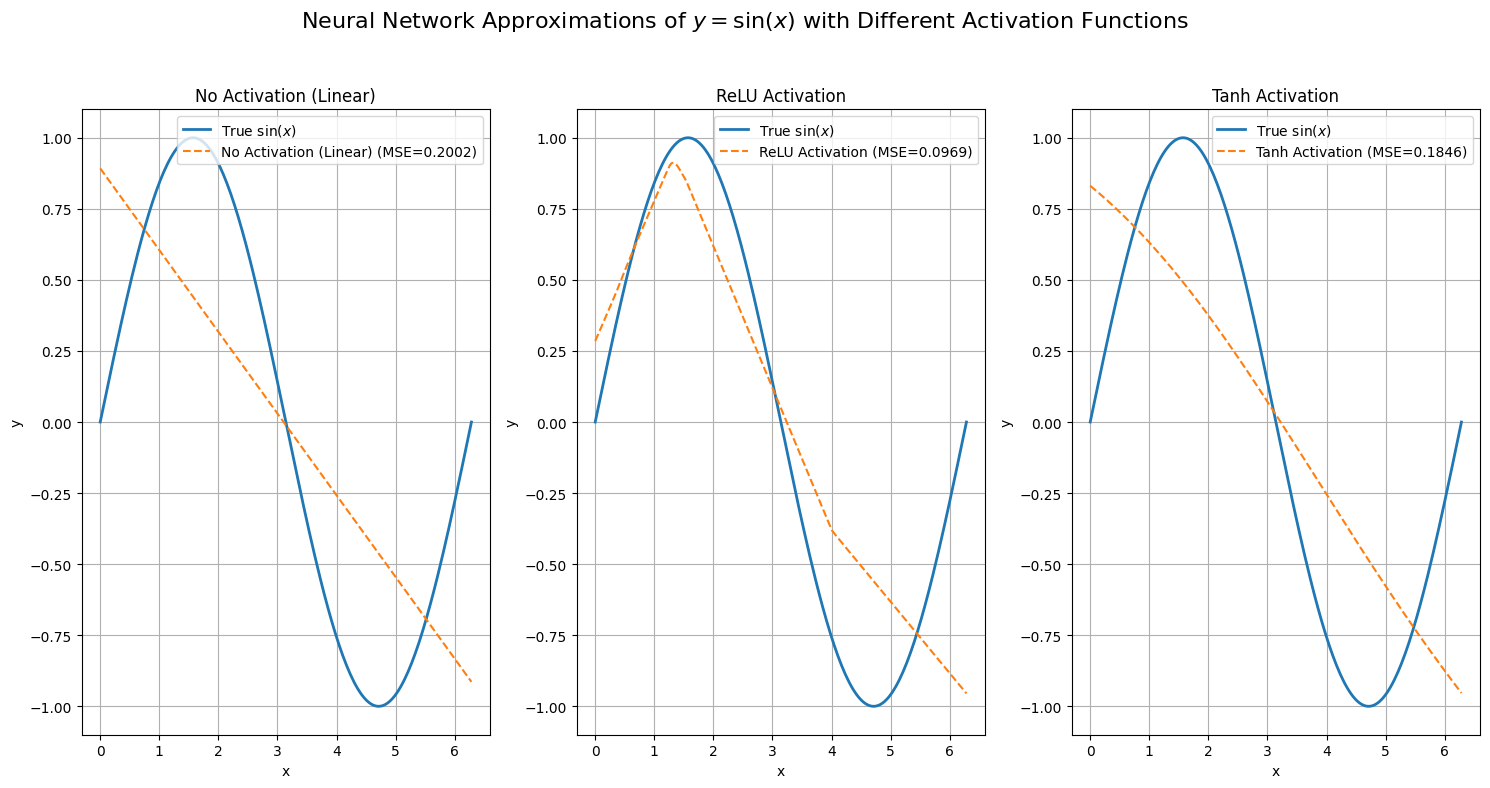 Neural Network Approximations of y = sin(x) with Different Activation Functions
No Activation (Linear)
True sin(x)
No Activation (Linear) (MSE=0.2002)
1.00
0.75
0.50
0.25
0.00
−0.25
−0.50
−0.75
−1.00
y
0 1 2 3 4 5 6
x
ReLU Activation
True sin(x)
ReLU Activation (MSE=0.0969)
1.00
0.75
0.50
0.25
0.00
−0.25
−0.50
−0.75
−1.00
y
0 1 2 3 4 5 6
x
Tanh Activation
True sin(x)
Tanh Activation (MSE=0.1846)
1.00
0.75
0.50
0.25
0.00
−0.25
−0.50
−0.75
−1.00
y
0 1 2 3 4 5 6
x